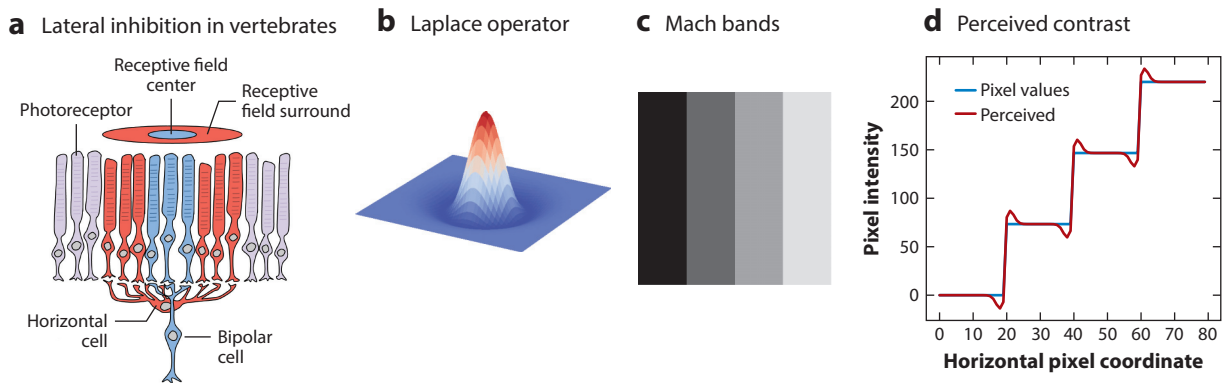 a Lateral inhibition in vertebrates
Receptive field
center
Photoreceptor
Receptive
field surround
Horizontal
cell
Bipolar
cell
b Laplace operator
c Mach bands
d Perceived contrast
Pixel values
Perceived
Pixel intensity
200
150
100
50
0
0 10 20 30 40 50 60 70 80
Horizontal pixel coordinate